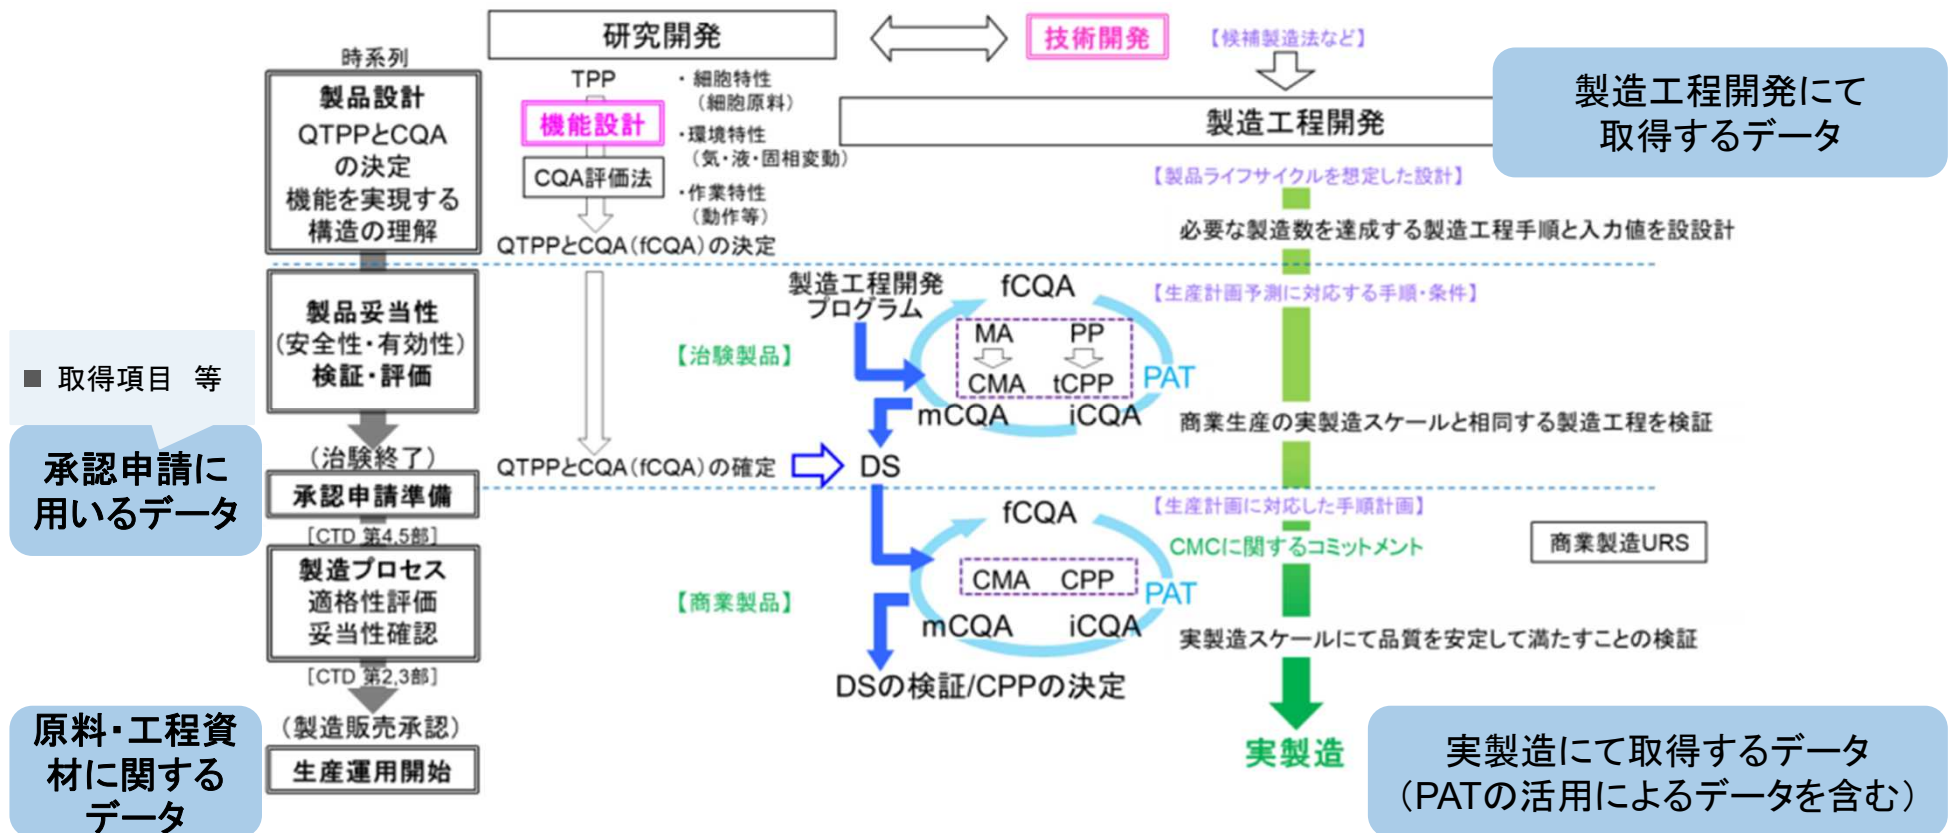 研究開発
技術開発
【候補製造法など】
製造工程開発にて
取得するデータ
時系列
製品設計
QTPPとCQA
の決定
機能を実現する
構造の理解
TPP
機能設計
CQA評価法
・細胞特性
（細胞原料）
・環境特性
（気・液・固相変動）
・作業特性
（動作等）
QTPPとCQA（fCQA）の決定
製造工程開発
【製品ライフサイクルを想定した設計】
必要な製造数を達成する製造工程手順と入力値を設設計
製品妥当性
（安全性・有効性）
検証・評価
【治験製品】
製造工程開発
プログラム
fCQA
MA PP
CMA tCPP
PAT
mCQA iCQA
【生産計画予測に対応する手順・条件】
商業生産の実製造スケールと相同する製造工程を検証
■ 取得項目 等
承認申請に
用いるデータ
（治験終了）
承認申請準備
QTPPとCQA（fCQA）の確定
DS
[CTD 第4,5部]
製造プロセス
適格性評価
妥当性確認
[CTD 第2,3部]
【商業製品】
fCQA
CMA CPP
PAT
mCQA iCQA
DSの検証/CPPの決定
【生産計画に対応した手順計画】
CMCに関するコミットメント
商業製造URS
実製造スケールにて品質を安定して満たすことの検証
原料・工程資
材に関する
データ
（製造販売承認）
生産運用開始
実製造
実製造にて取得するデータ
（PATの活用によるデータを含む）